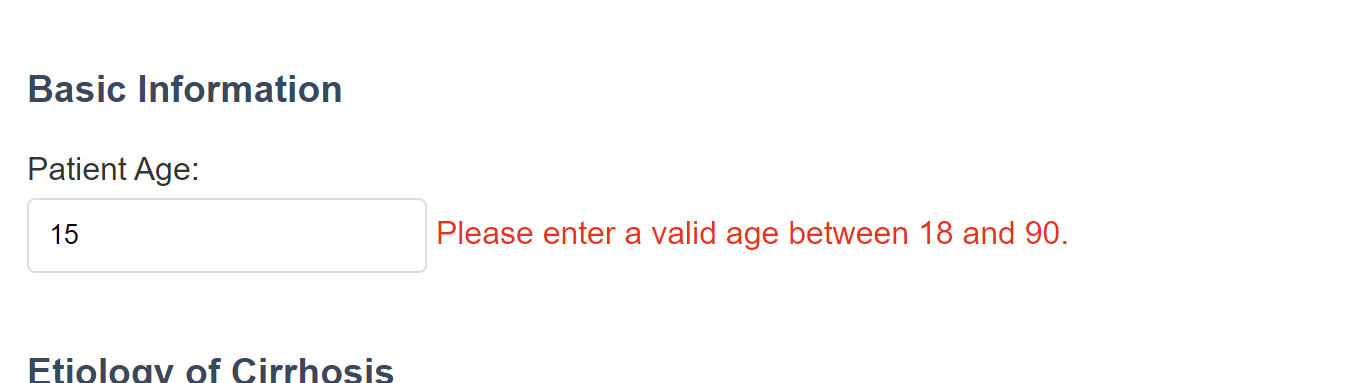 Basic Information
Patient Age:
15
Please enter a valid age between 18 and 90.
Etiology of Cirrhosis